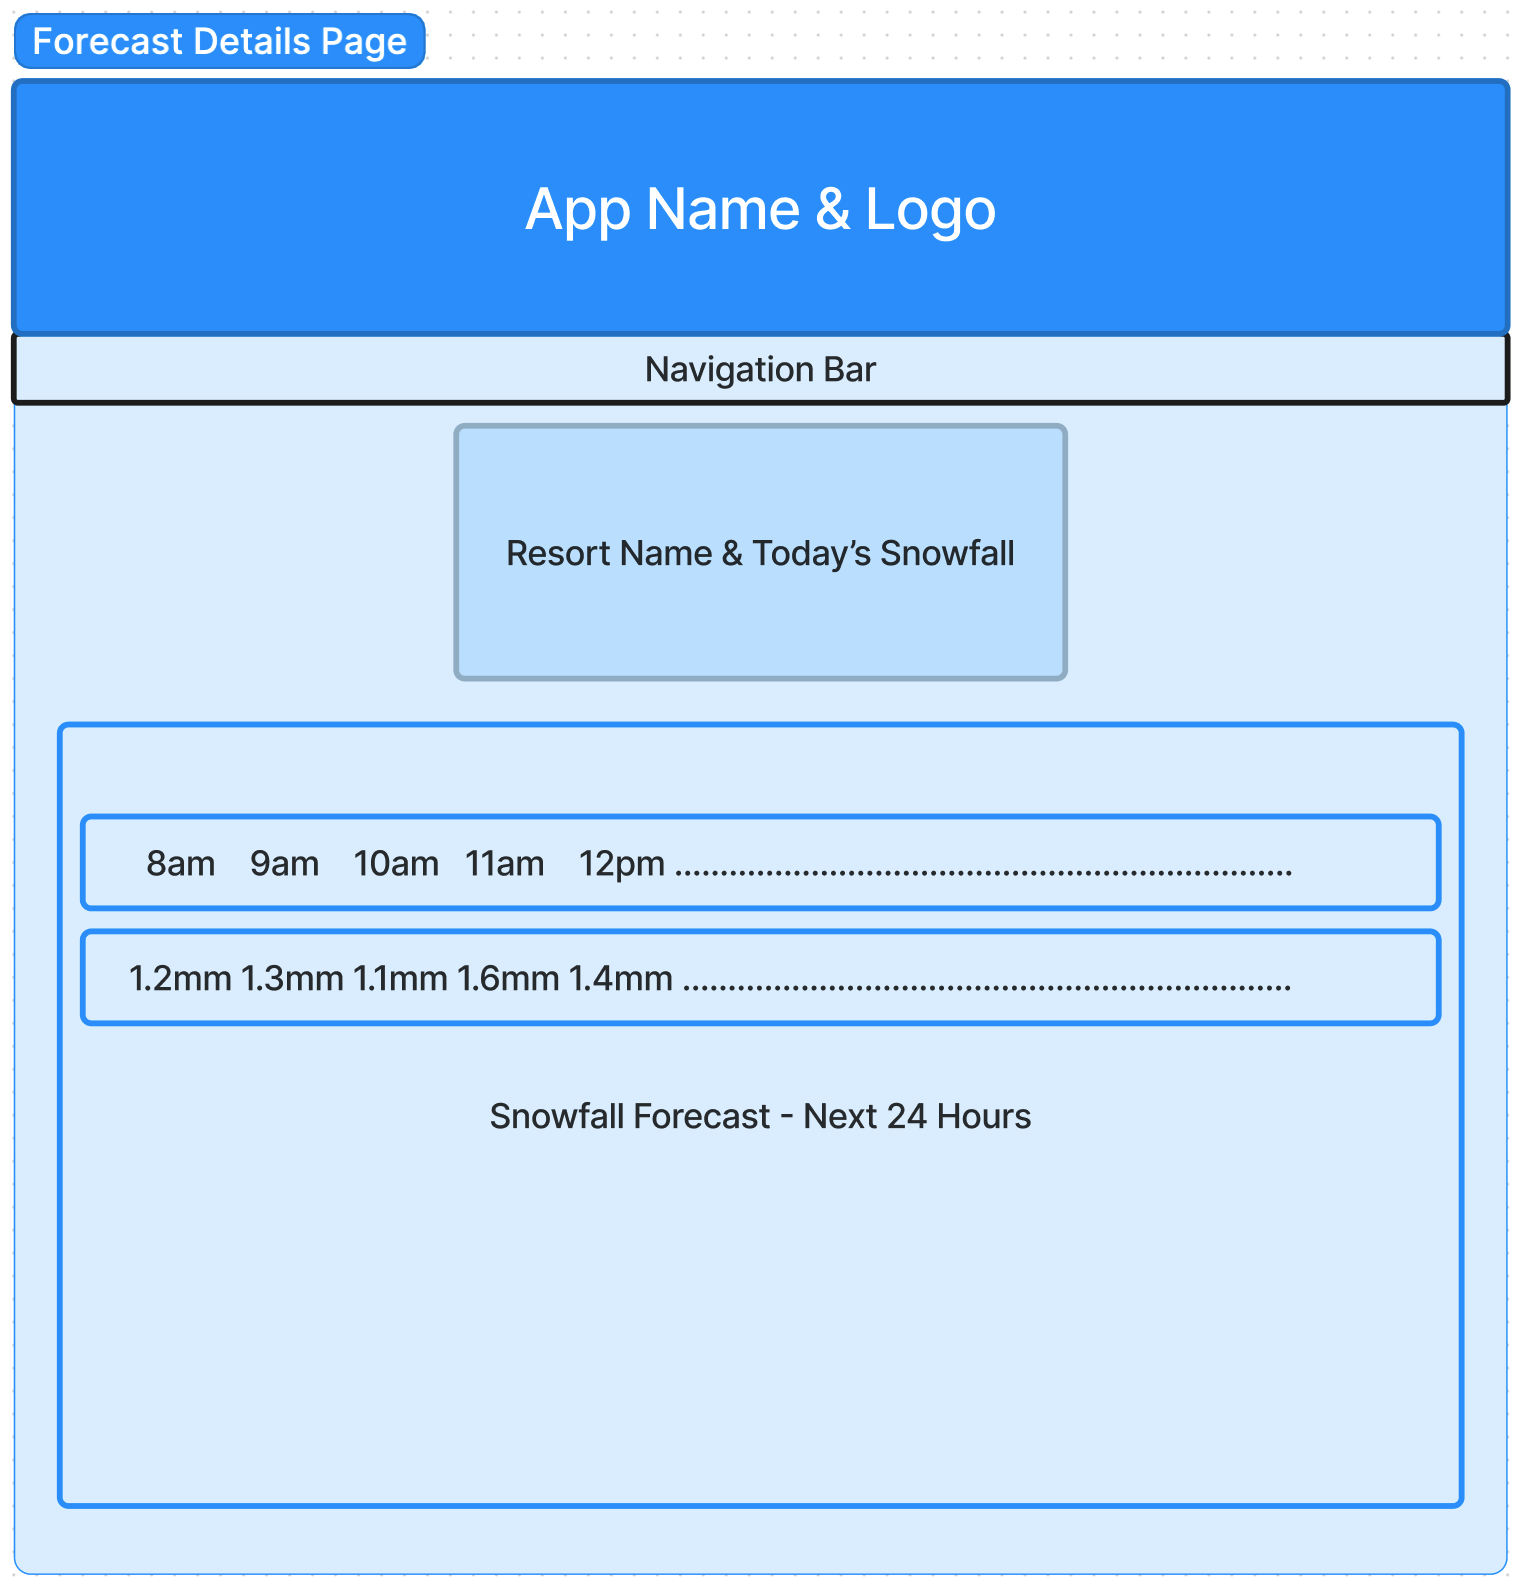 Forecast Details Page
App Name & Logo
Navigation Bar
Resort Name & Today’s Snowfall
8am 9am 10am 11am 12pm ....................................................................
1.2mm 1.3mm 1.1mm 1.6mm 1.4mm ...................................................................
Snowfall Forecast - Next 24 Hours